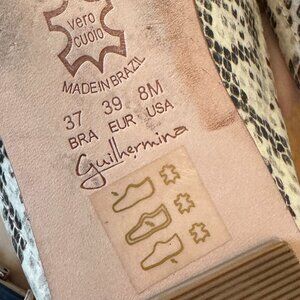 vero
cuoio
MADE IN BRAZIL
37 39 8M
BRA EUR USA
Guilhermina